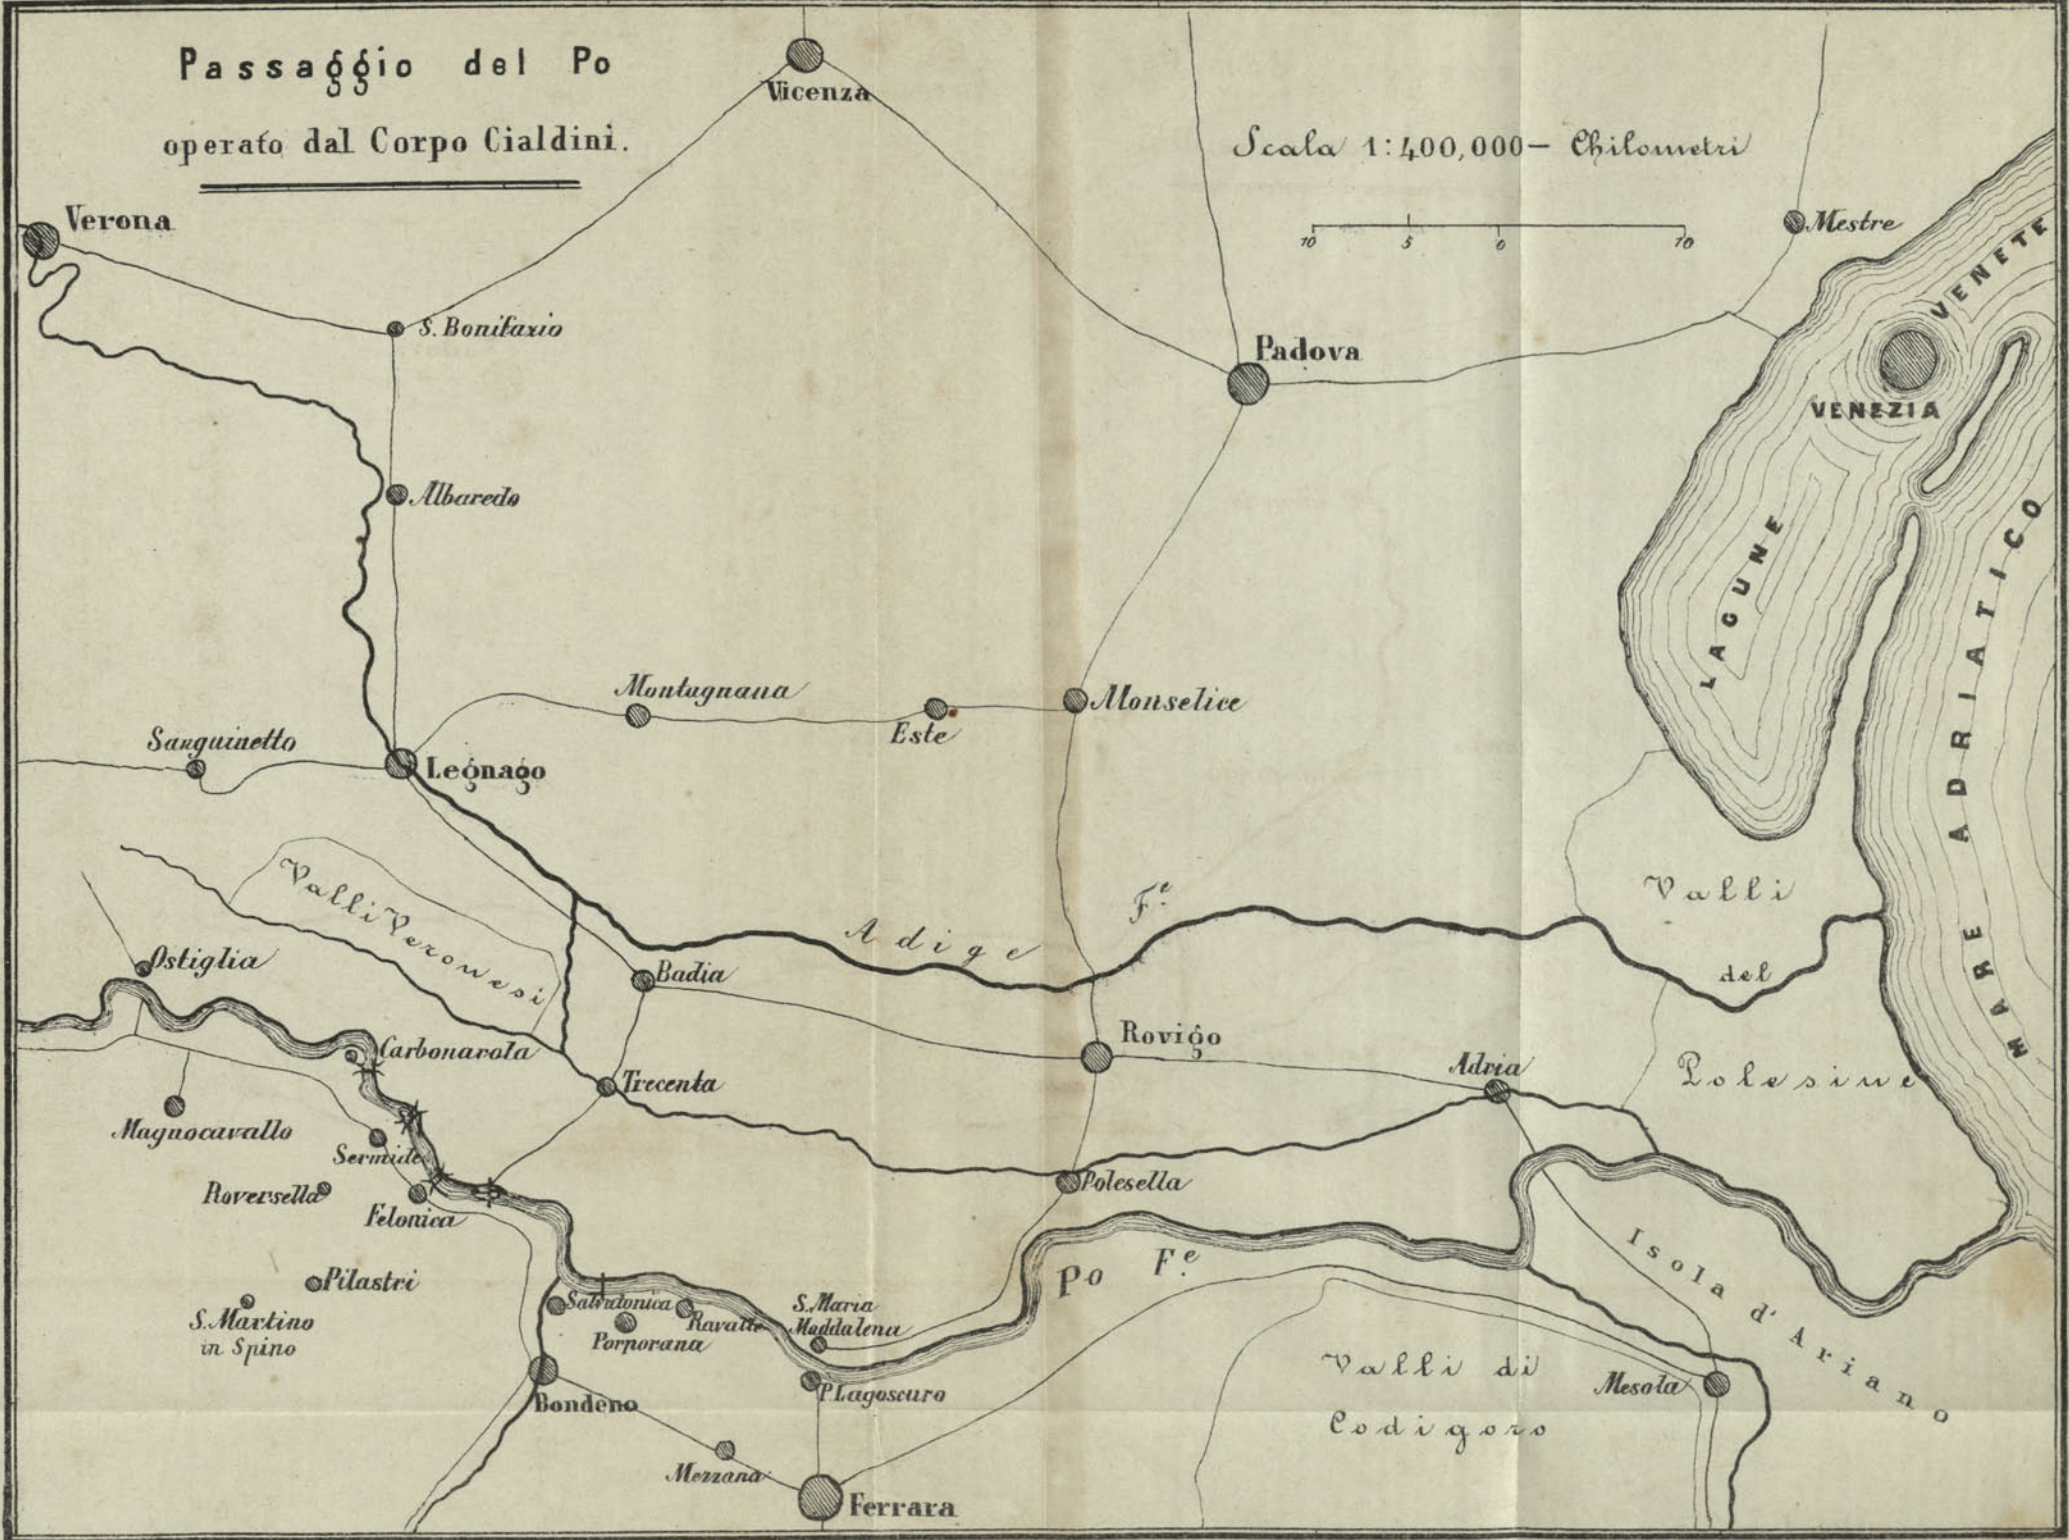 Passaggio del Po
operato dal Corpo Cialdini.
Vicenza
Scala 1:400,000 — Chilometri
10 5 0 10
Verona
Mestre
VENETE
S. Bonifazio
Padova
VENEZIA
Albaredo
LAGUNE
MARE ADRIATICO
Montagnana
Este
Monselice
Sanguinetto
Legnago
Valli Veronesi
Valli
del
Polesine
Adige F.e
Ostiglia
Badia
Carbonarola
Rovigo
Adria
Trecenta
Magnocavallo
Sermide
Roversella
Felonica
Polesella
Po F.e
Isola d' Ariano
Pilastri
S. Martino
in Spino
Salvadonica
Ravalle
Porporana
S. Maria
Maddalena
P. Lagoscuro
Bondeno
Valli di
Codigoro
Mesola
Mezzana
Ferrara